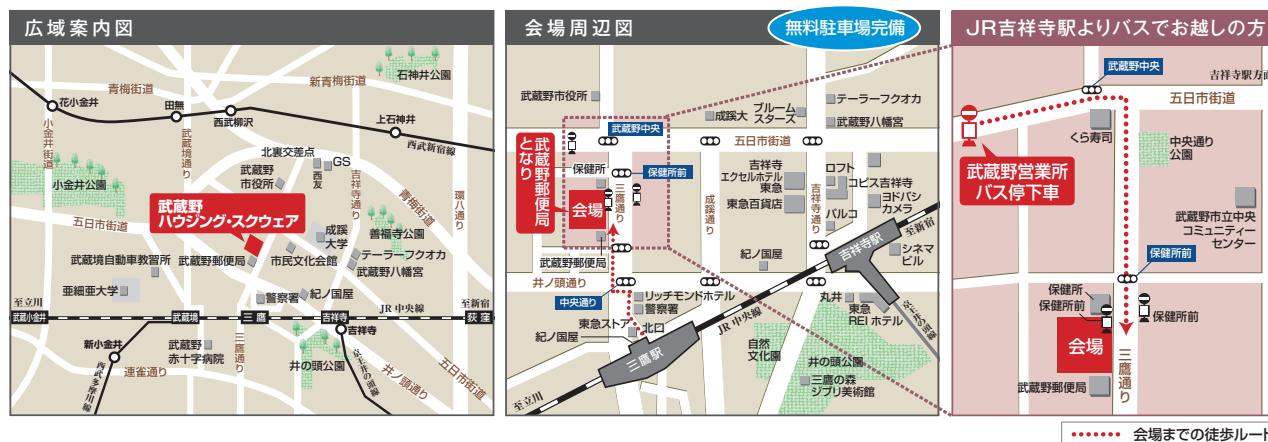 広域案内図
石神井公園
新青梅街道
青梅街道
花小金井
田無
西武柳沢
上石神井
西武新宿線
小金井街道
武蔵境通り
北裏交差点
GS
西友
武蔵野
市役所
吉祥寺通り
青梅街道
環八通り
小金井公園
五日市街道
武蔵野
ハウジング・スクウェア
成蹊
大学
善福寺公園
武蔵境自動車教習所
武蔵野郵便局
市民文化会館
テーラーフクオカ
武蔵野八幡宮
亜細亜大学
警察署
紀ノ国屋
至立川
JR 中央線
至新宿
武蔵小金井
武蔵境
三鷹
吉祥寺
荻窪
吉祥寺
新小金井
武蔵野
赤十字病院
三鷹通り
井の頭公園
連雀通り
西武多摩川線
京王井の頭線
井ノ頭通り
五日市街道
会場周辺図
無料駐車場完備
武蔵野市役所
成蹊大
ブルーム
スターズ
テーラーフクオカ
武蔵野八幡宮
武蔵野中央
五日市街道
武蔵野郵便局
となり
保健所
保健所前
三鷹通り
会場
成蹊通り
吉祥寺
エクセルホテル
東急
東急百貨店
吉祥寺通り
ロフト
コピス吉祥寺
ヨドバシ
カメラ
パルコ
至新宿
吉祥寺駅
シネマ
ビル
武蔵野郵便局
紀ノ国屋
井ノ頭通り
中央通り
リッチモンドホテル
警察署
東急ストア
北口
紀ノ国屋
三鷹駅
JR 中央線
丸井
東急
REI ホテル
京王井の頭線
自然
文化園
井の頭公園
三鷹の森
ジブリ美術館
至立川
JR吉祥寺駅よりバスでお越しの方
武蔵野中央
吉祥寺駅方面
五日市街道
くら寿司
中央通り
公園
武蔵野営業所
バス停下車
武蔵野市立中央
コミュニティー
センター
保健所前
保健所
保健所前
保健所前
会場
三鷹通り
武蔵野郵便局
会場までの徒歩ルート